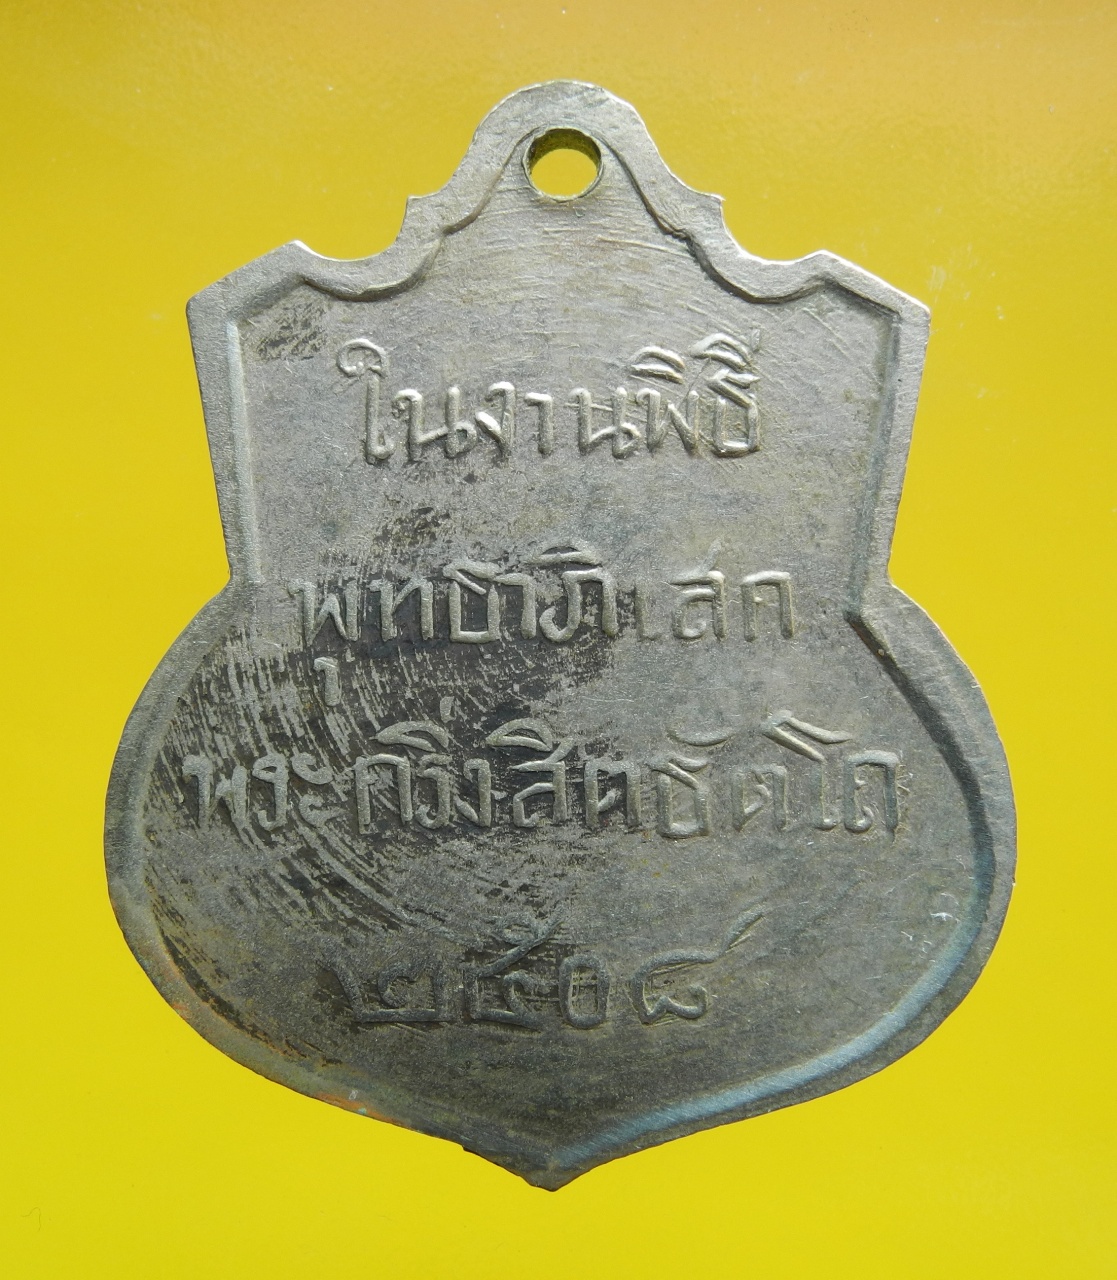 ในงานพิธี
พุทธาภิเสก
พระกริ่งสิตธัตโถ
๒๕๐๘